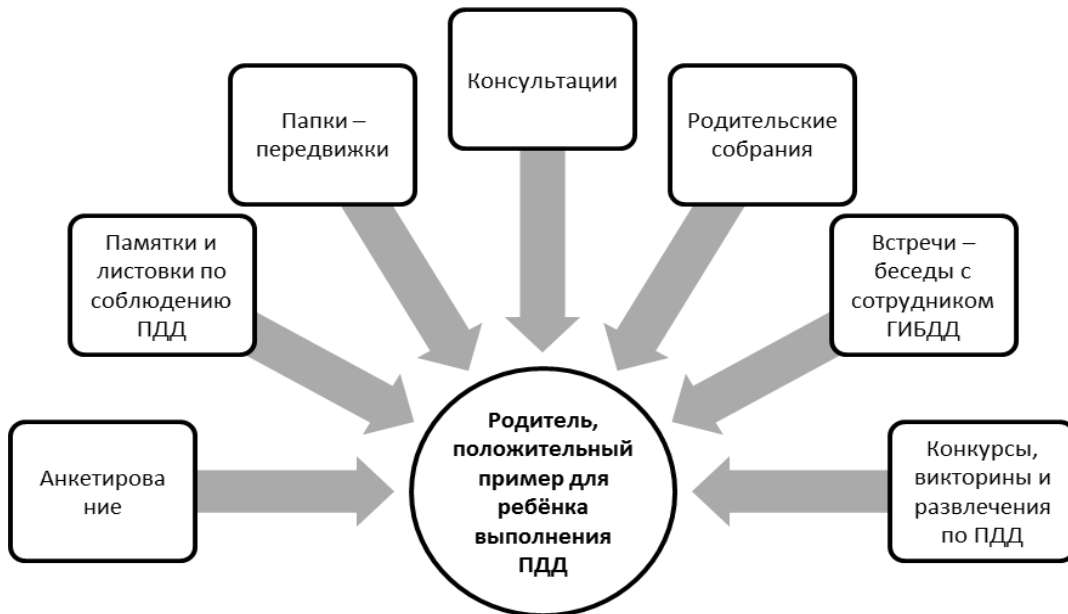 Консультации
Папки –
передвижки
Родительские
собрания
Памятки и
листовки по
соблюдению
ПДД
Встречи –
беседы с
сотрудником
ГИБДД
Анкетирова
ние
Родитель,
положительный
пример для
ребёнка
выполнения
ПДД
Конкурсы,
викторины и
развлечения
по ПДД